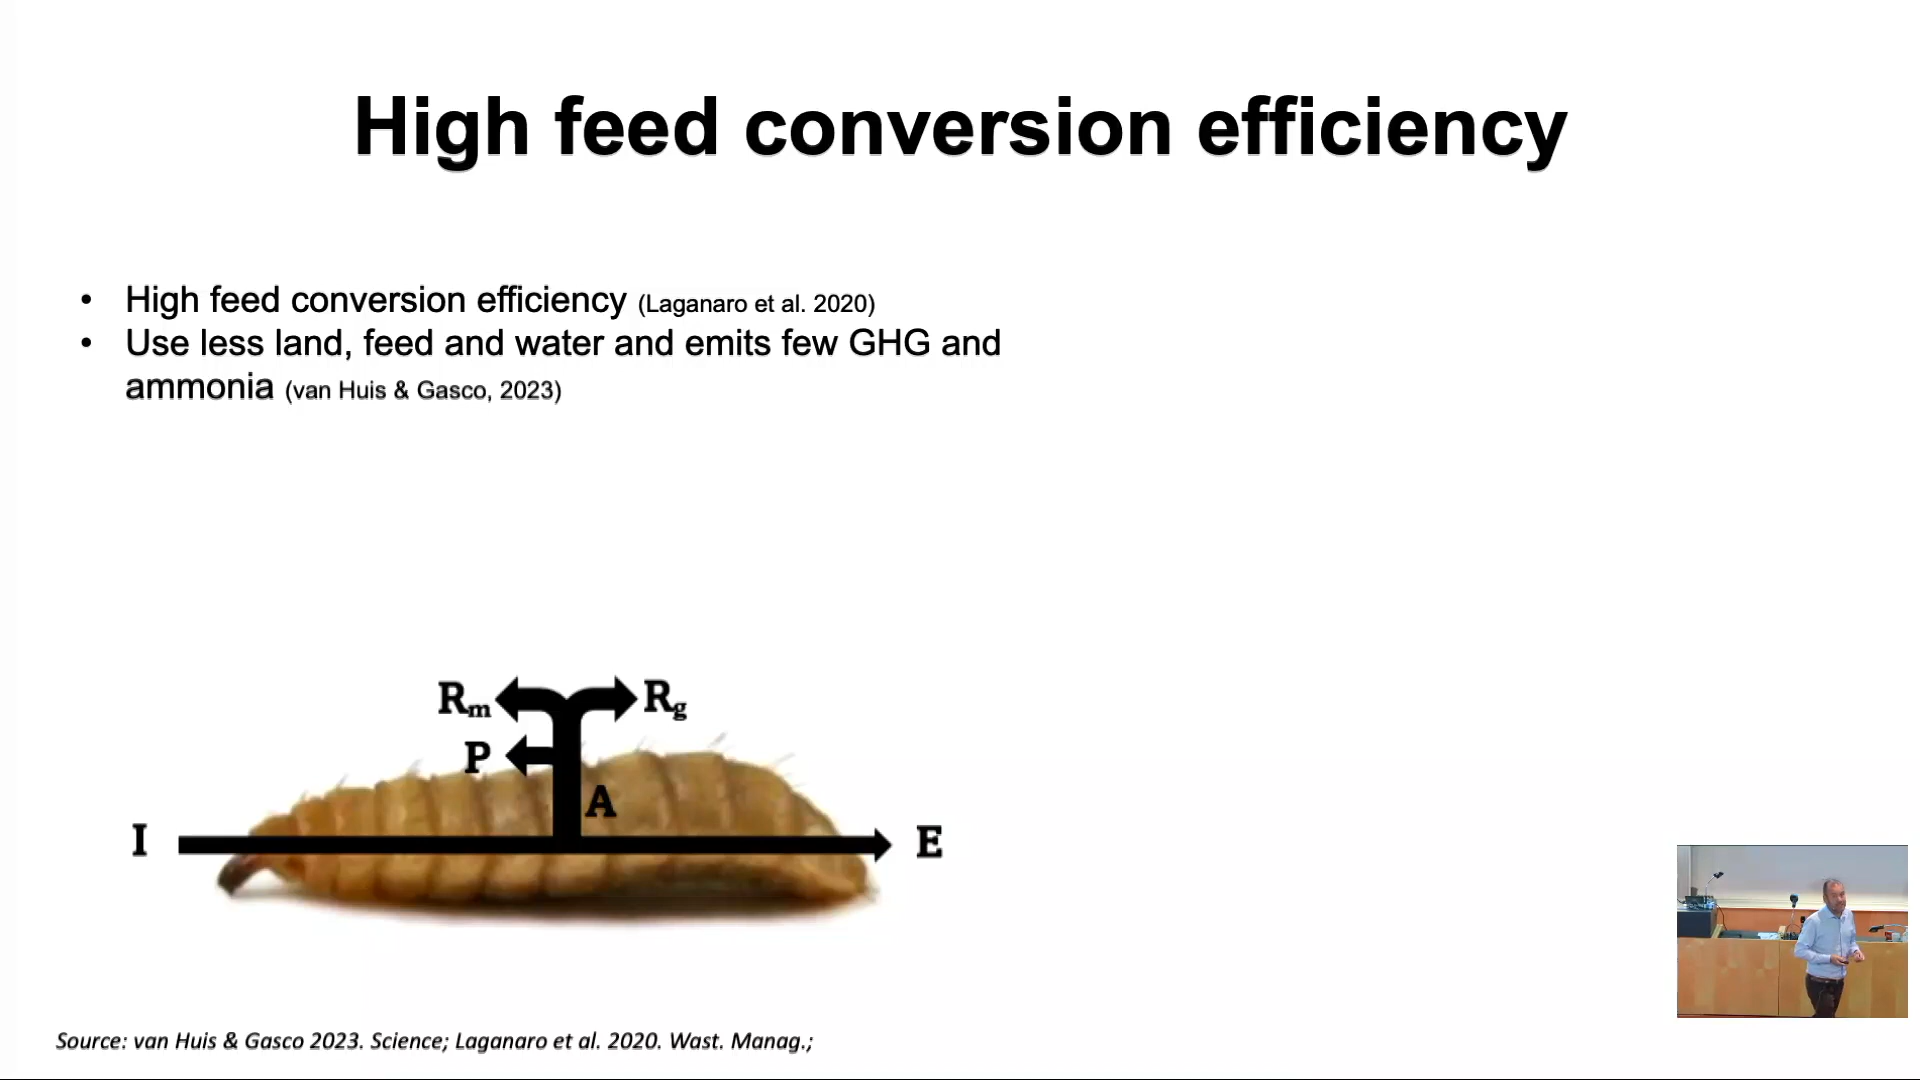 High feed conversion efficiency
• High feed conversion efficiency (Laganaro et al. 2020)
• Use less land, feed and water and emits few GHG and
ammonia (van Huis & Gasco, 2023)
Rm
Rg
P
A
I
E
Source: van Huis & Gasco 2023. Science; Laganaro et al. 2020. Wast. Manag.;